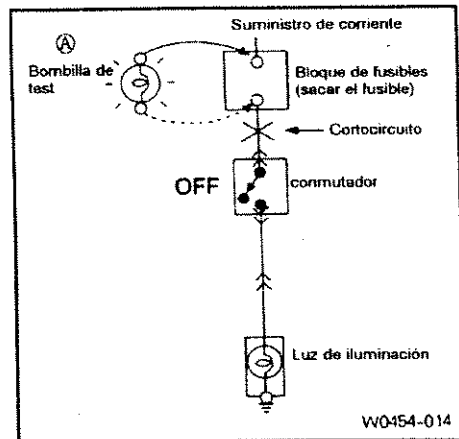 Suministro de corriente
Ⓐ
Bombilla de
test
Bloque de fusibles
(sacar el fusible)
Cortocircuito
OFF
conmutador
Luz de iluminación
W0454-014